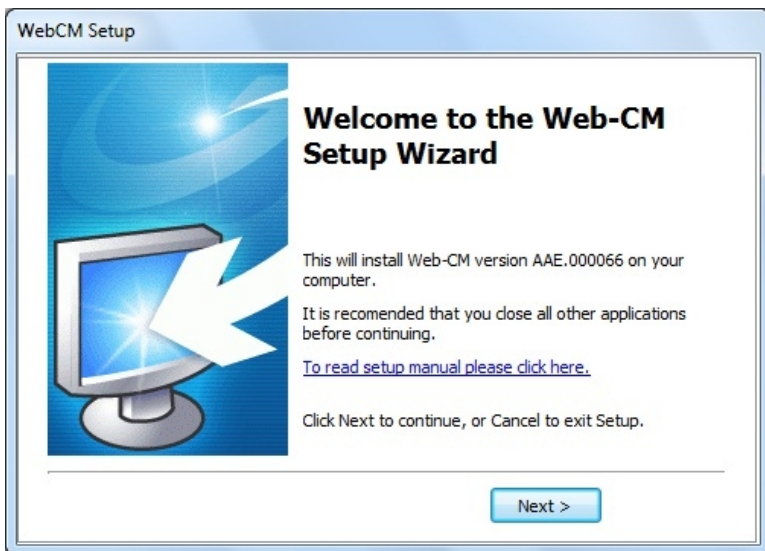 WebCM Setup
Welcome to the Web-CM
Setup Wizard
This will install Web-CM version AAE.000066 on your
computer.
It is recomended that you close all other applications
before continuing.
To read setup manual please click here.
Click Next to continue, or Cancel to exit Setup.
Next >